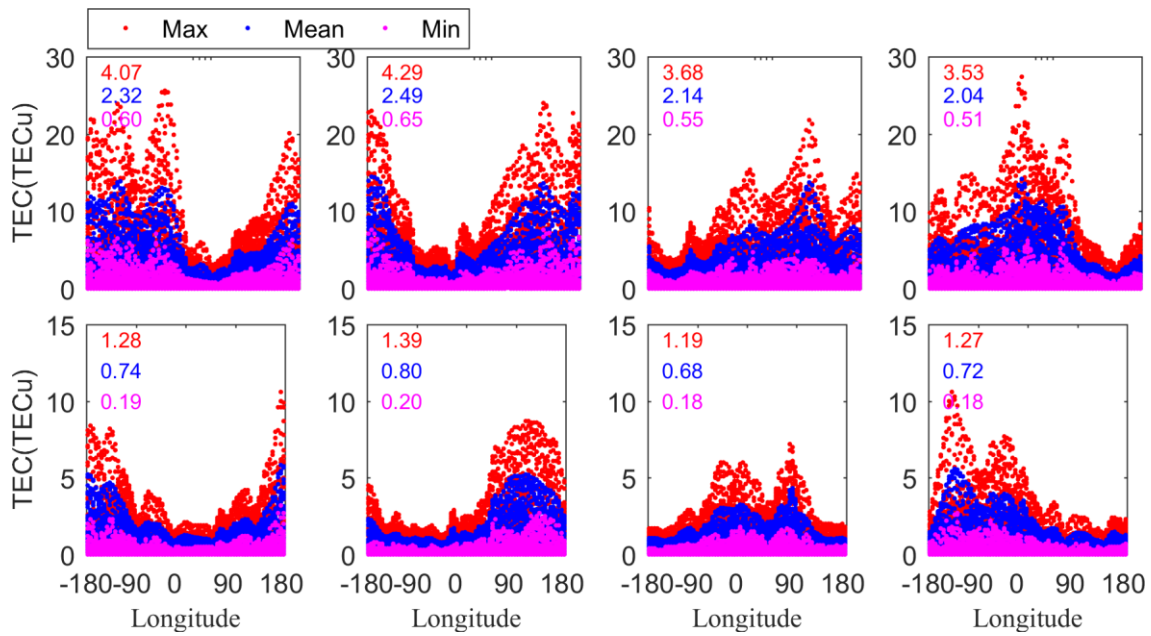 Max Mean Min
30 30 30 30
4.07 4.29 3.68 3.53
2.32 2.49 2.14 2.04
0.60 0.65 0.55 0.51
20 20 20 20
TEC(TECu)
10 10 10 10
0 0 0 0
15 15 15 15
1.28 1.39 1.19 1.27
0.74 0.80 0.68 0.72
0.19 0.20 0.18 0.18
10 10 10 10
TEC(TECu)
5 5 5 5
0 0 0 0
-180 -90 0 90 180 -180 -90 0 90 180 -180 -90 0 90 180 -180 -90 0 90 180
Longitude Longitude Longitude Longitude